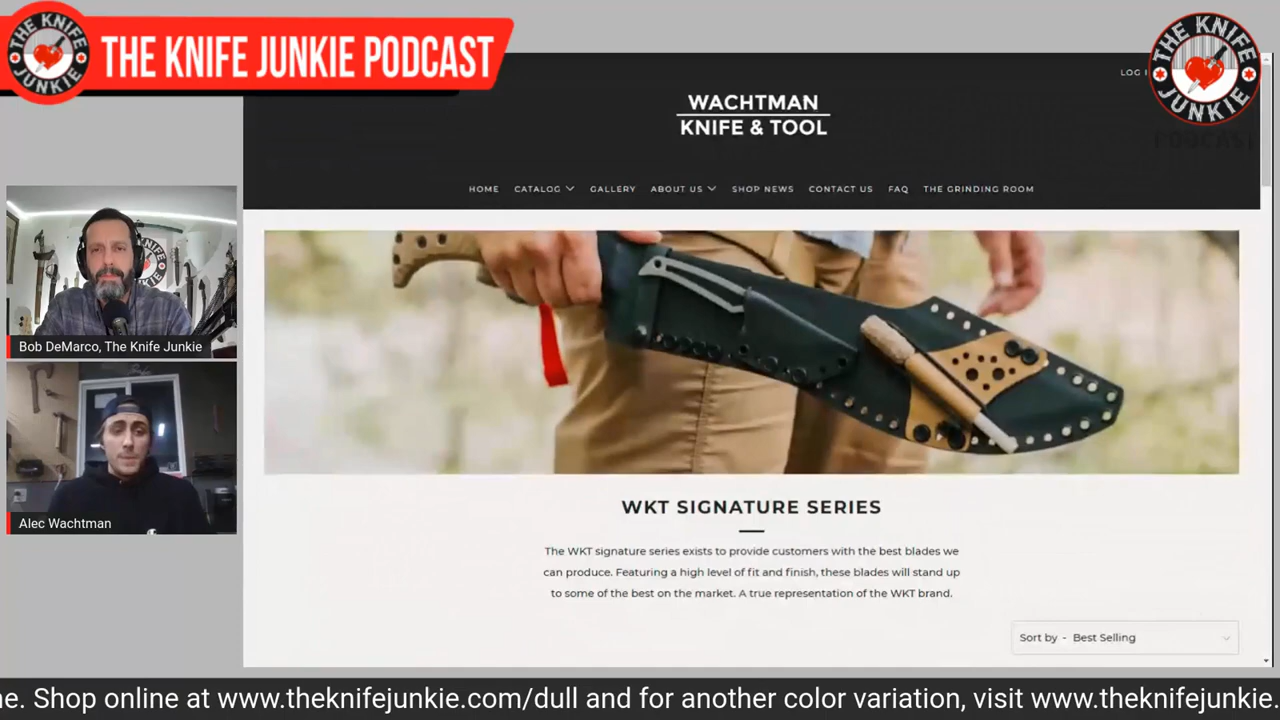 THE KNIFE JUNKIE
THE KNIFE JUNKIE PODCAST
THE KNIFE JUNKIE
PODCAST
LOG I
WACHTMAN
KNIFE & TOOL
HOME CATALOG GALLERY ABOUT US SHOP NEWS CONTACT US FAQ THE GRINDING ROOM
KNIFE
JUNKIE
Bob DeMarco, The Knife Junkie
Alec Wachtman
WKT SIGNATURE SERIES
The WKT signature series exists to provide customers with the best blades we
can produce. Featuring a high level of fit and finish, these blades will stand up
to some of the best on the market. A true representation of the WKT brand.
Sort by - Best Selling
ne. Shop online at www.theknifejunkie.com/dull and for another color variation, visit www.theknifejunkie.